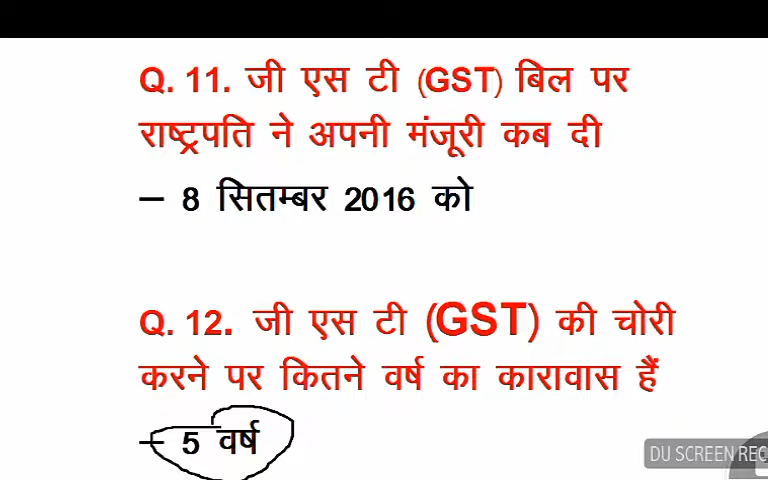 Q. 11. जी एस टी (GST) बिल पर
राष्ट्रपति ने अपनी मंजूरी कब दी
– 8 सितम्बर 2016 को
Q. 12. जी एस टी (GST) की चोरी
करने पर कितने वर्ष का कारावास हैं
– 5 वर्ष
DU SCREEN REC